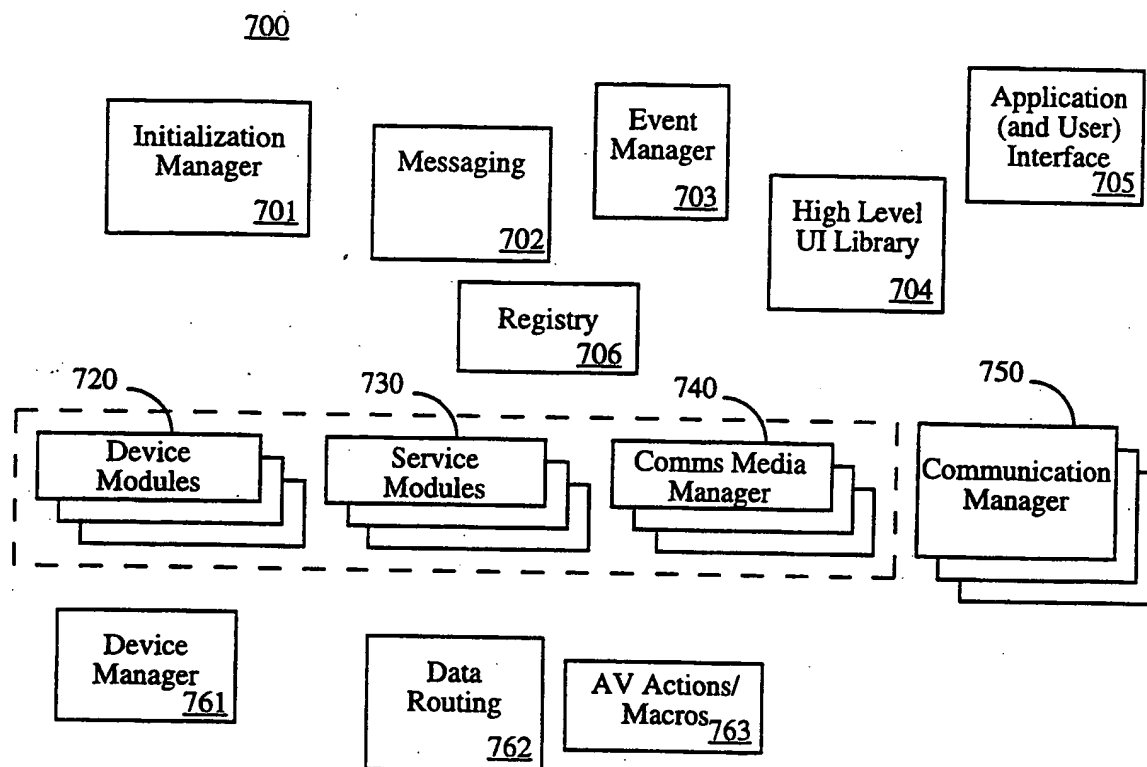 700
Initialization
Manager
701
Messaging
702
Event
Manager
703
High Level
UI Library
704
Application
(and User)
Interface
705
Registry
706
720
Device
Modules
730
Service
Modules
740
Comms Media
Manager
750
Communication
Manager
Device
Manager
761
Data
Routing
762
AV Actions/
Macros 763